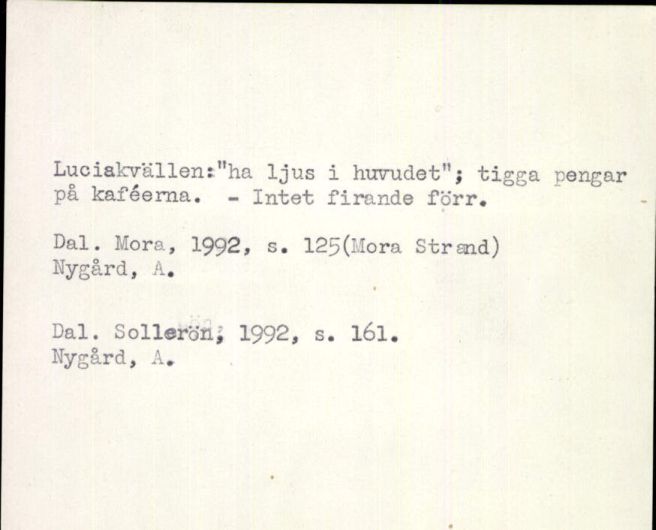 Luciakvällen:"ha ljus i huvudet"; tigga pengar
på kaféerna. - Intet firande förr.
Dal. Mora, 1992, s. 125(Mora Strand)
Nygård, A.
Dal. Sollerön, 1992, s. 161.
Nygård, A.